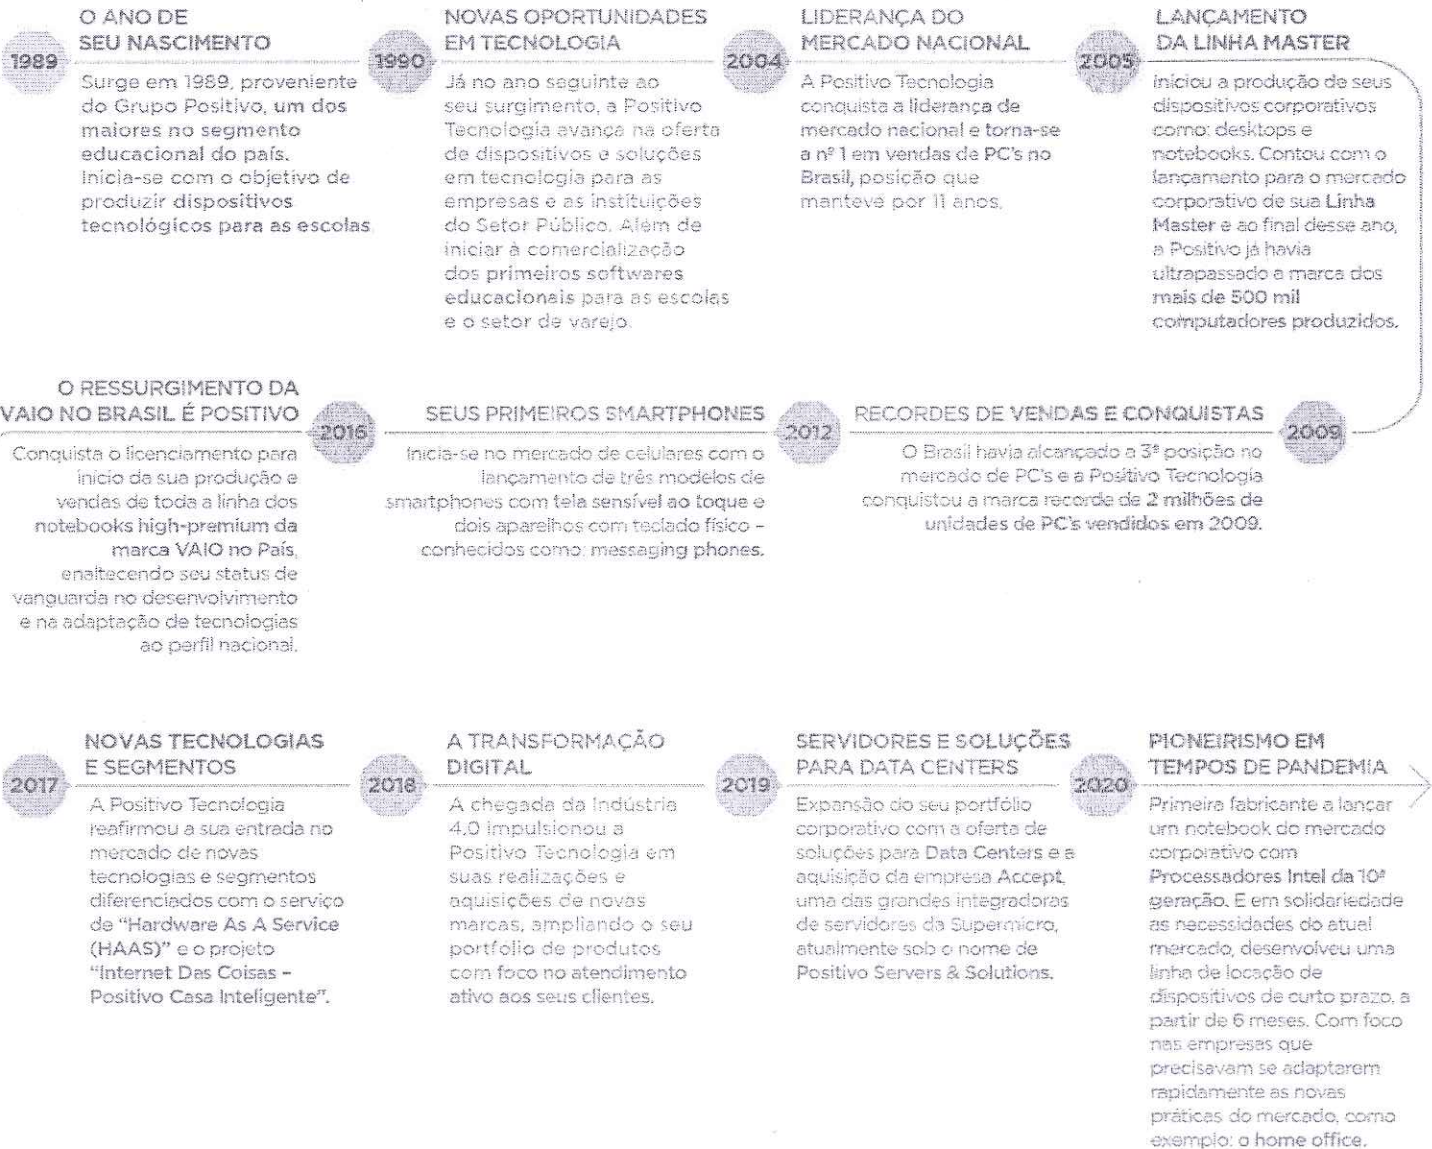 1989
O ANO DE
SEU NASCIMENTO
Surge em 1989, proveniente
do Grupo Positivo, um dos
maiores no segmento
educacional do país.
Inicia-se com o objetivo de
produzir dispositivos
tecnológicos para as escolas
1990
NOVAS OPORTUNIDADES
EM TECNOLOGIA
Já no ano seguinte ao
seu surgimento, a Positivo
Tecnologia avança na oferta
de dispositivos e soluções
em tecnologia para as
empresas e as instituições
do Setor Público. Além de
iniciar à comercialização
dos primeiros softwares
educacionais para as escolas
e o setor de varejo.
2004
LIDERANÇA DO
MERCADO NACIONAL
A Positivo Tecnologia
conquista a liderança de
mercado nacional e torna-se
a nº 1 em vendas de PC's no
Brasil, posição que
manteve por 11 anos.
2005
LANÇAMENTO
DA LINHA MASTER
Iniciou a produção de seus
dispositivos corporativos
como: desktops e
notebooks. Contou com o
lançamento para o mercado
corporativo de sua Linha
Master e ao final desse ano,
a Positivo já havia
ultrapassado a marca dos
mais de 500 mil
computadores produzidos.
2009
RECORDES DE VENDAS E CONQUISTAS
O Brasil havia alcançado a 3ª posição no
mercado de PC's e a Positivo Tecnologia
conquistou a marca recorde de 2 milhões de
unidades de PC's vendidos em 2009.
2012
SEUS PRIMEIROS SMARTPHONES
Inicia-se no mercado de celulares com o
lançamento de três modelos de
smartphones com tela sensível ao toque e
dois aparelhos com teclado físico –
conhecidos como: messaging phones.
2016
O RESSURGIMENTO DA
VAIO NO BRASIL É POSITIVO
Conquista o licenciamento para
início da sua produção e
vendas de toda a linha dos
notebooks high-premium da
marca VAIO no País,
enaltecendo seu status de
vanguarda no desenvolvimento
e na adaptação de tecnologias
ao perfil nacional.
2017
NOVAS TECNOLOGIAS
E SEGMENTOS
A Positivo Tecnologia
reafirmou a sua entrada no
mercado de novas
tecnologias e segmentos
diferenciados com o serviço
de “Hardware As A Service
(HAAS)” e o projeto
“Internet Das Coisas –
Positivo Casa Inteligente”.
2018
A TRANSFORMAÇÃO
DIGITAL
A chegada da Indústria
4.0 impulsionou a
Positivo Tecnologia em
suas realizações e
aquisições de novas
marcas, ampliando o seu
portfolio de produtos
com foco no atendimento
ativo aos seus clientes.
2019
SERVIDORES E SOLUÇÕES
PARA DATA CENTERS
Expansão do seu portfólio
corporativo com a oferta de
soluções para Data Centers e a
aquisição da empresa Accept,
uma das grandes integradoras
de servidores da Supermicro,
atualmente sob o nome de
Positivo Servers & Solutions.
2020
PIONEIRISMO EM
TEMPOS DE PANDEMIA
Primeira fabricante a lançar
um notebook do mercado
corporativo com
Processadores Intel da 10ª
geração. E em solidariedade
as necessidades do atual
mercado, desenvolveu uma
linha de locação de
dispositivos de curto prazo, a
partir de 6 meses. Com foco
nas empresas que
precisavam se adaptarem
rapidamente as novas
práticas do mercado, como
exemplo: o home office.